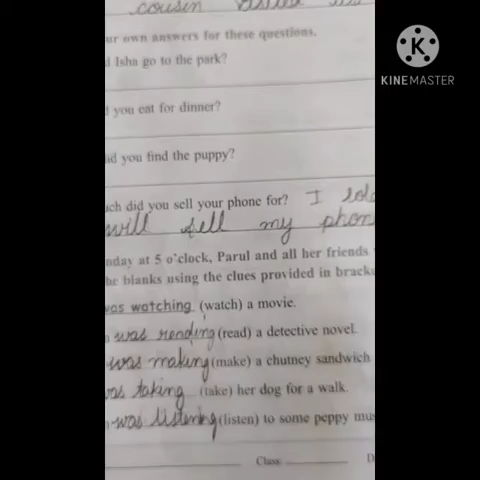 cousin
KINEMASTER
ur own answers for these questions.
d Isha go to the park?
d you eat for dinner?
d you find the puppy?
ch did you sell your phone for? I sold
will sell my phon
nday at 5 o'clock, Parul and all her friends
he blanks using the clues provided in brack
was watching (watch) a movie.
was reading (read) a detective novel.
was making (make) a chutney sandwich
was taking (take) her dog for a walk.
was listening (listen) to some peppy mus
Class: D